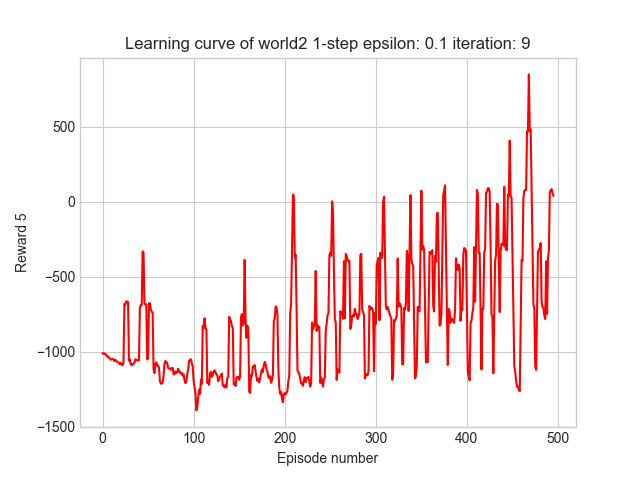 Learning curve of world2 1-step epsilon: 0.1 iteration: 9
500
0
−500
−1000
−1500
Reward 5
0 100 200 300 400 500
Episode number